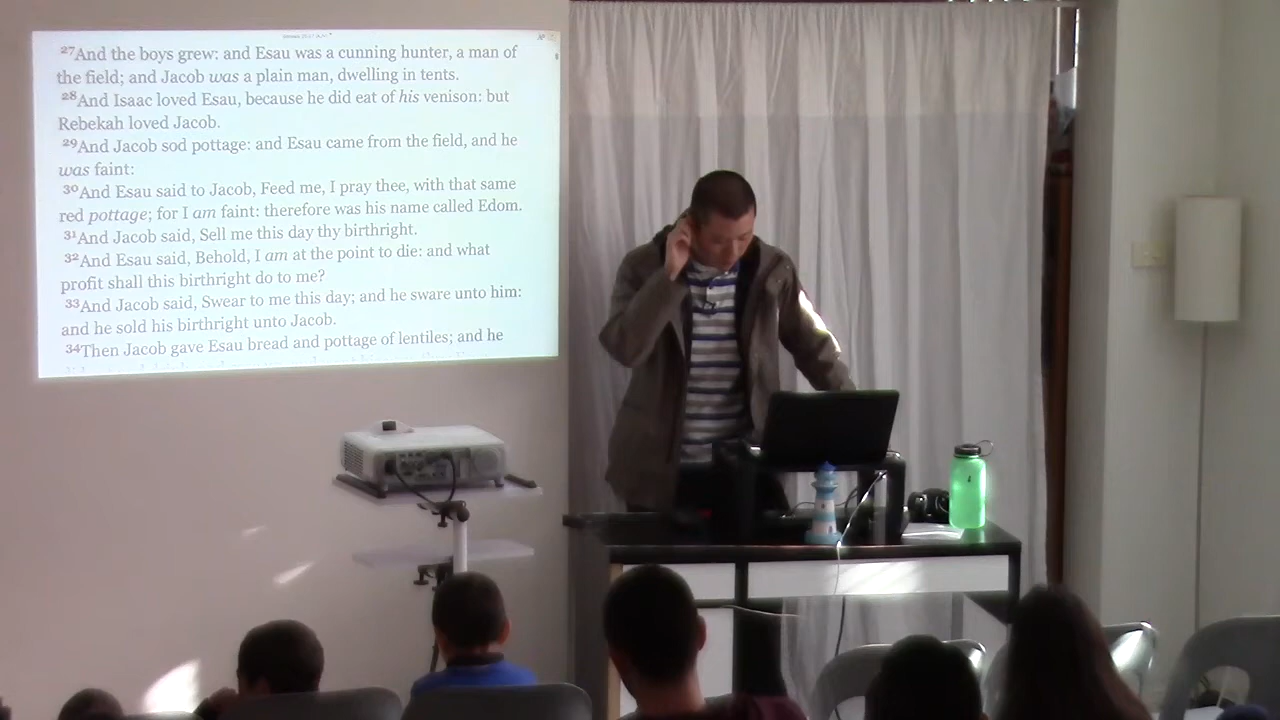 27And the boys grew: and Esau was a cunning hunter, a man of
the field; and Jacob was a plain man, dwelling in tents.
28And Isaac loved Esau, because he did eat of his venison: but
Rebekah loved Jacob.
29And Jacob sod pottage: and Esau came from the field, and he
was faint:
30And Esau said to Jacob, Feed me, I pray thee, with that same
red pottage; for I am faint: therefore was his name called Edom.
31And Jacob said, Sell me this day thy birthright.
32And Esau said, Behold, I am at the point to die: and what
profit shall this birthright do to me?
33And Jacob said, Swear to me this day; and he sware unto him:
and he sold his birthright unto Jacob.
34Then Jacob gave Esau bread and pottage of lentiles; and he